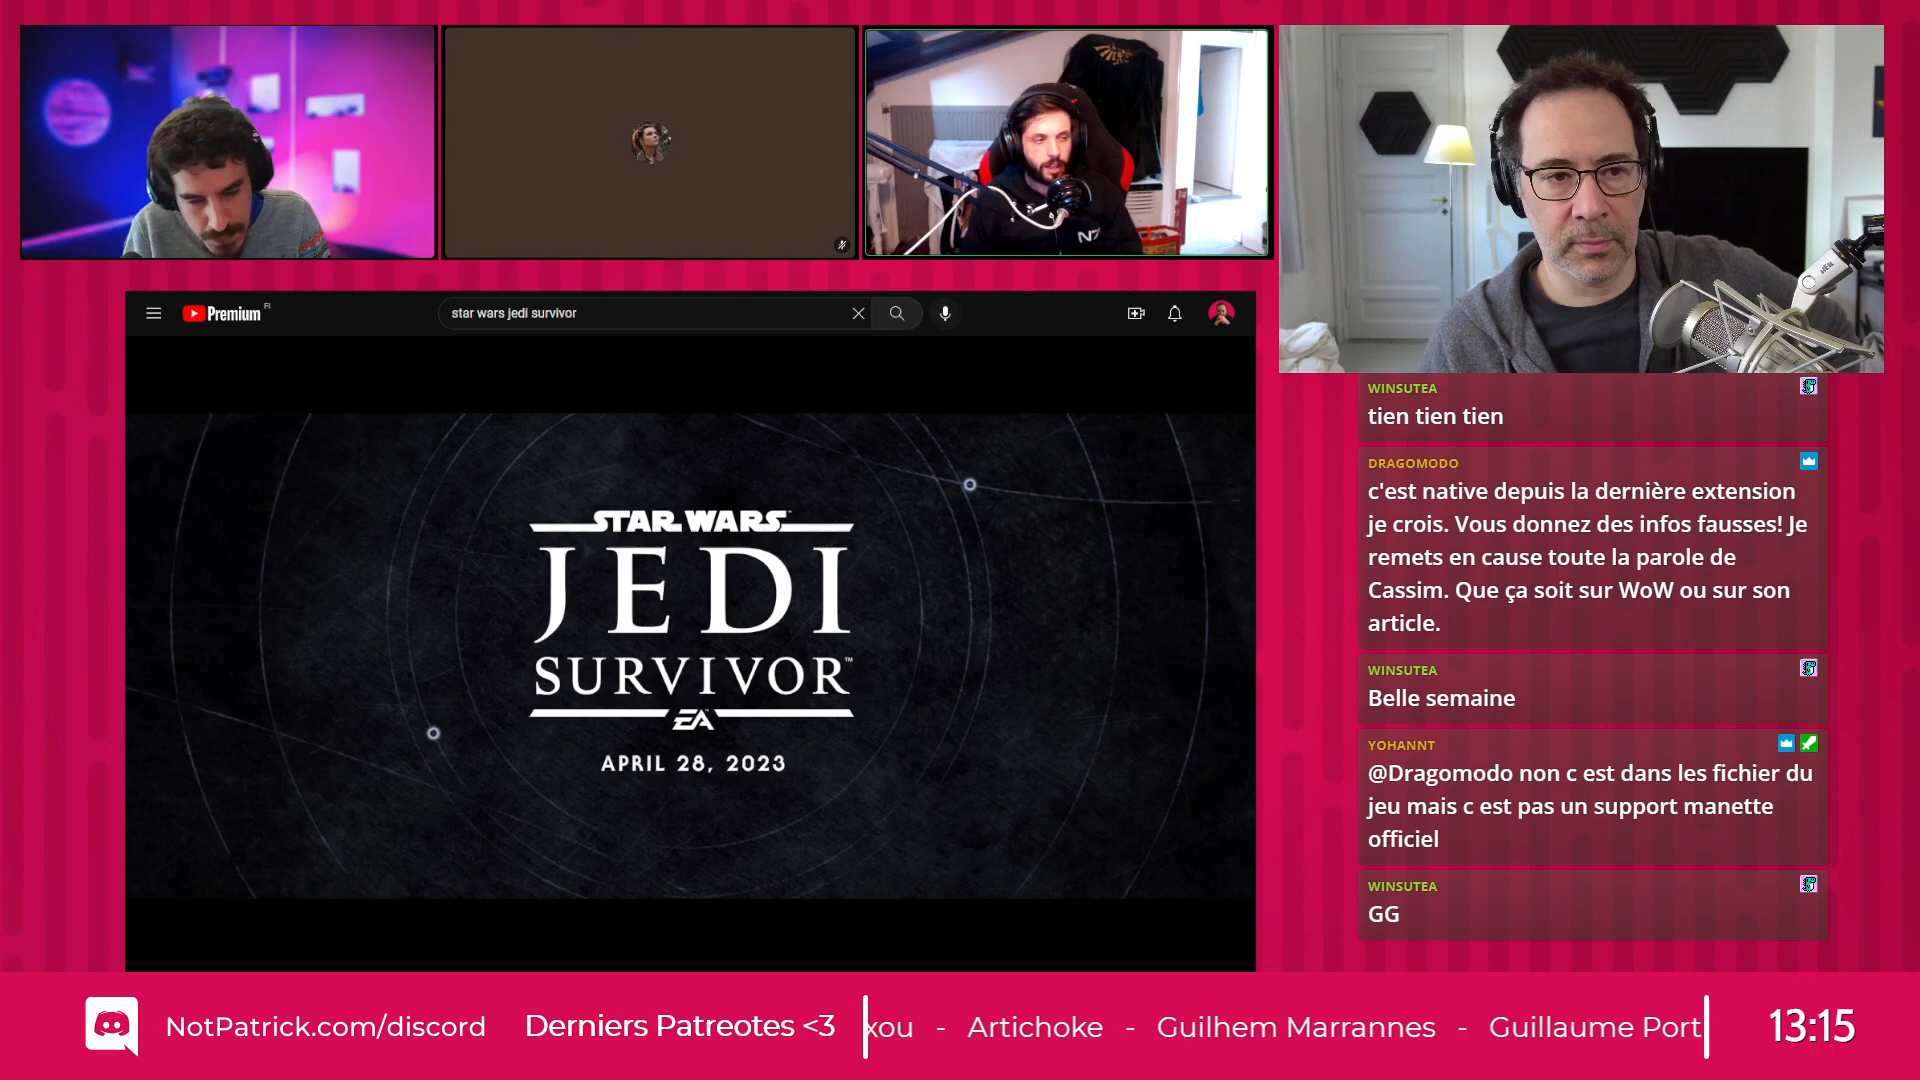 N7
Premium FI
star wars jedi survivor
STAR WARS™
JEDI
SURVIVOR™
EA
APRIL 28, 2023
WINSUTEA
tien tien tien
DRAGOMODO
c'est native depuis la dernière extension
je crois. Vous donnez des infos fausses! Je
remets en cause toute la parole de
Cassim. Que ça soit sur WoW ou sur son
article.
WINSUTEA
Belle semaine
YOHANNT
@Dragomodo non c est dans les fichier du
jeu mais c est pas un support manette
officiel
WINSUTEA
GG
NotPatrick.com/discord Derniers Patreotes <3 xou - Artichoke - Guilhem Marrannes - Guillaume Port 13:15